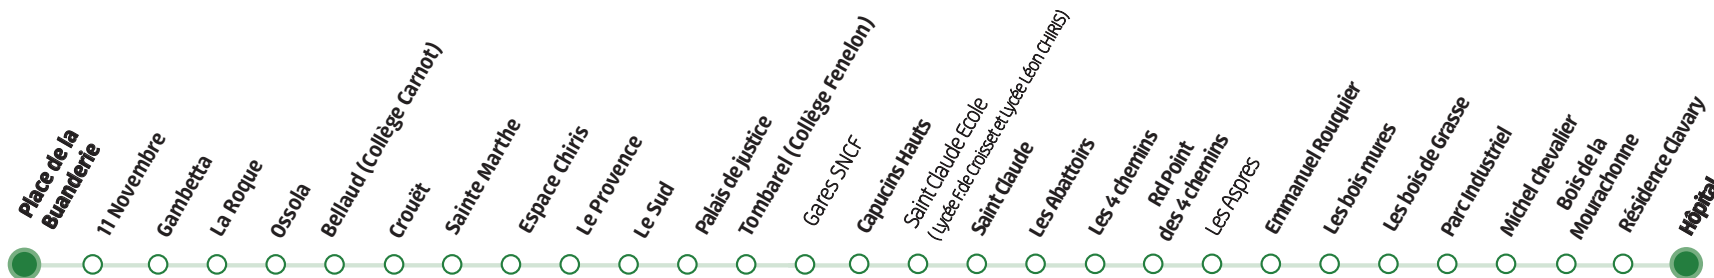 Place de la
Buanderie
11 Novembre
Gambetta
La Roque
Ossola
Bellaud (Collège Carnot)
Crouët
Sainte Marthe
Espace Chiris
Le Provence
Le Sud
Palais de justice
Tombarel (Collège Fenelon)
Gares SNCF
Capucins Hauts
Saint Claude Ecole
(Lycée F.de Croisset et Lycée Léon CHIRIS)
Saint Claude
Les Abattoirs
Les 4 chemins
Rd Point
des 4 chemins
Les Aspres
Emmanuel Rouquier
Les bois mures
Les bois de Grasse
Parc Industriel
Michel chevalier
Bois de la
Mourachonne
Résidence Clavary
Hôpital